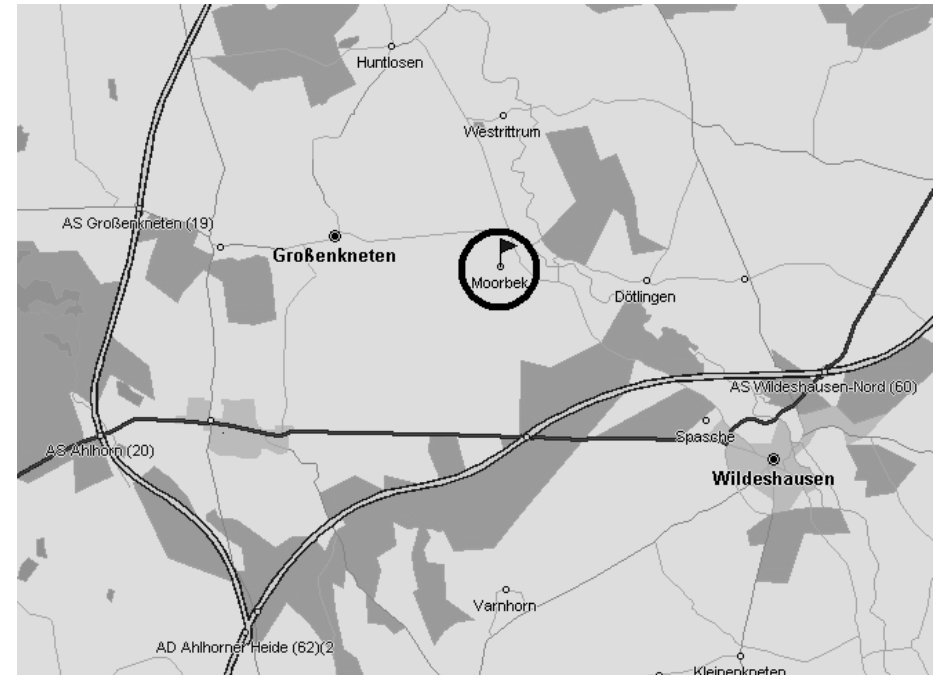 Huntlosen
Westrittrum
AS Großenkneten (19)
Großenkneten
Moorbek
Dötlingen
AS Wildeshausen-Nord (60)
Spasche
AS Ahlhorn (20)
Wildeshausen
Varnhorn
AD Ahlhorner Heide (62)(2
Kleinenkneten